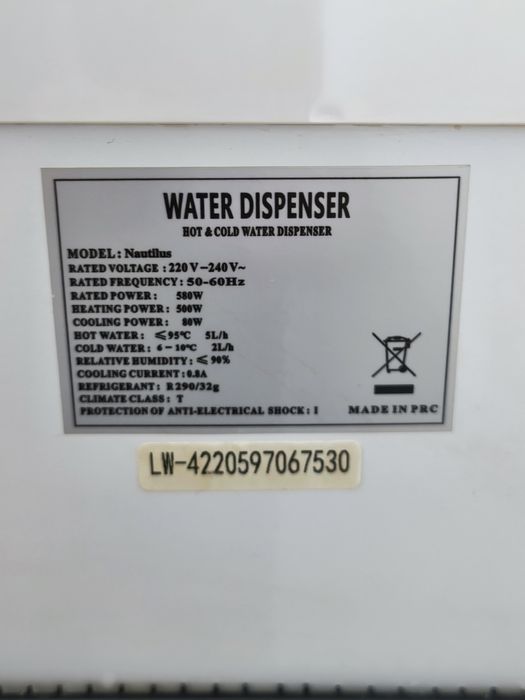 WATER DISPENSER
HOT & COLD WATER DISPENSER
MODEL: Nautilus
RATED VOLTAGE: 220V-240V~
RATED FREQUENCY: 50-60Hz
RATED POWER: 580W
HEATING POWER: 500W
COOLING POWER: 80W
HOT WATER: ≤95°C 5L/h
COLD WATER: 6-10°C 2L/h
RELATIVE HUMIDITY: ≤90%
COOLING CURRENT: 0.8A
REFRIGERANT: R290/32g
CLIMATE CLASS: T
PROTECTION OF ANTI-ELECTRICAL SHOCK: I
MADE IN PRC
LW-4220597067530